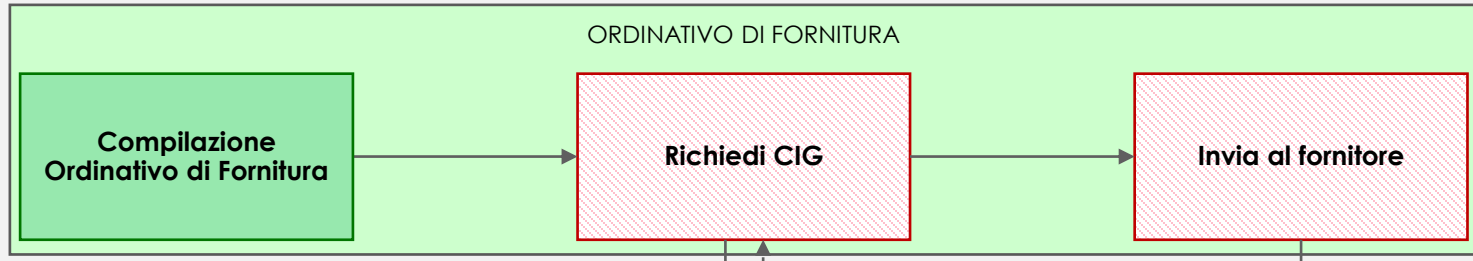 ORDINATIVO DI FORNITURA
Compilazione
Ordinativo di Fornitura
Richiedi CIG
Invia al fornitore